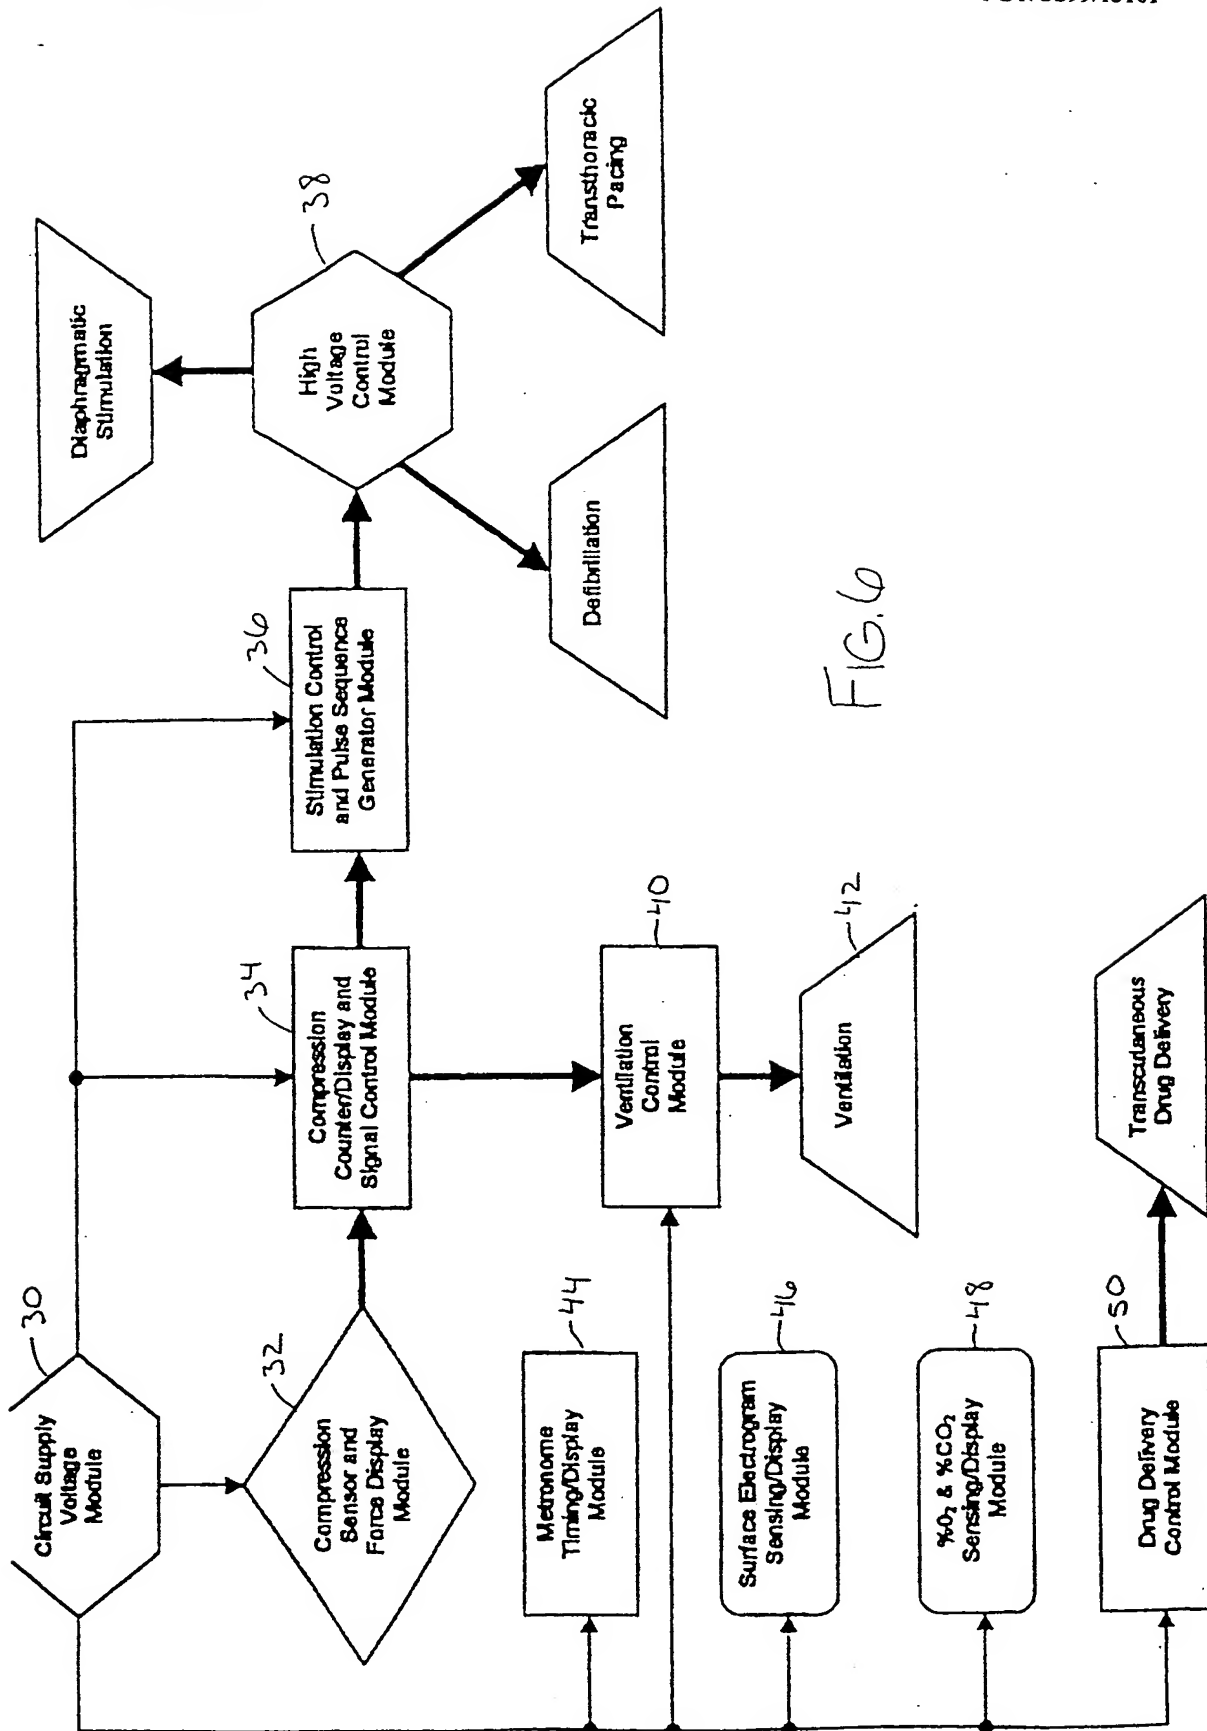 30
Circuit Supply
Voltage
Module
32
Compression
Sensor and
Force Display
Module
34
Compression
Counter/Display and
Signal Control Module
36
Stimulation Control
and Pulse Sequence
Generator Module
38
High
Voltage
Control
Module
Diaphragmatic
Stimulation
Defibrillation
Transthoracic
Pacing
40
Ventilation
Control
Module
42
Ventilation
44
Metronome
Timing/Display
Module
46
Surface Electrogram
Sensing/Display
Module
48
%O₂ & %CO₂
Sensing/Display
Module
50
Drug Delivery
Control Module
Transcutaneous
Drug Delivery
FIG. 6